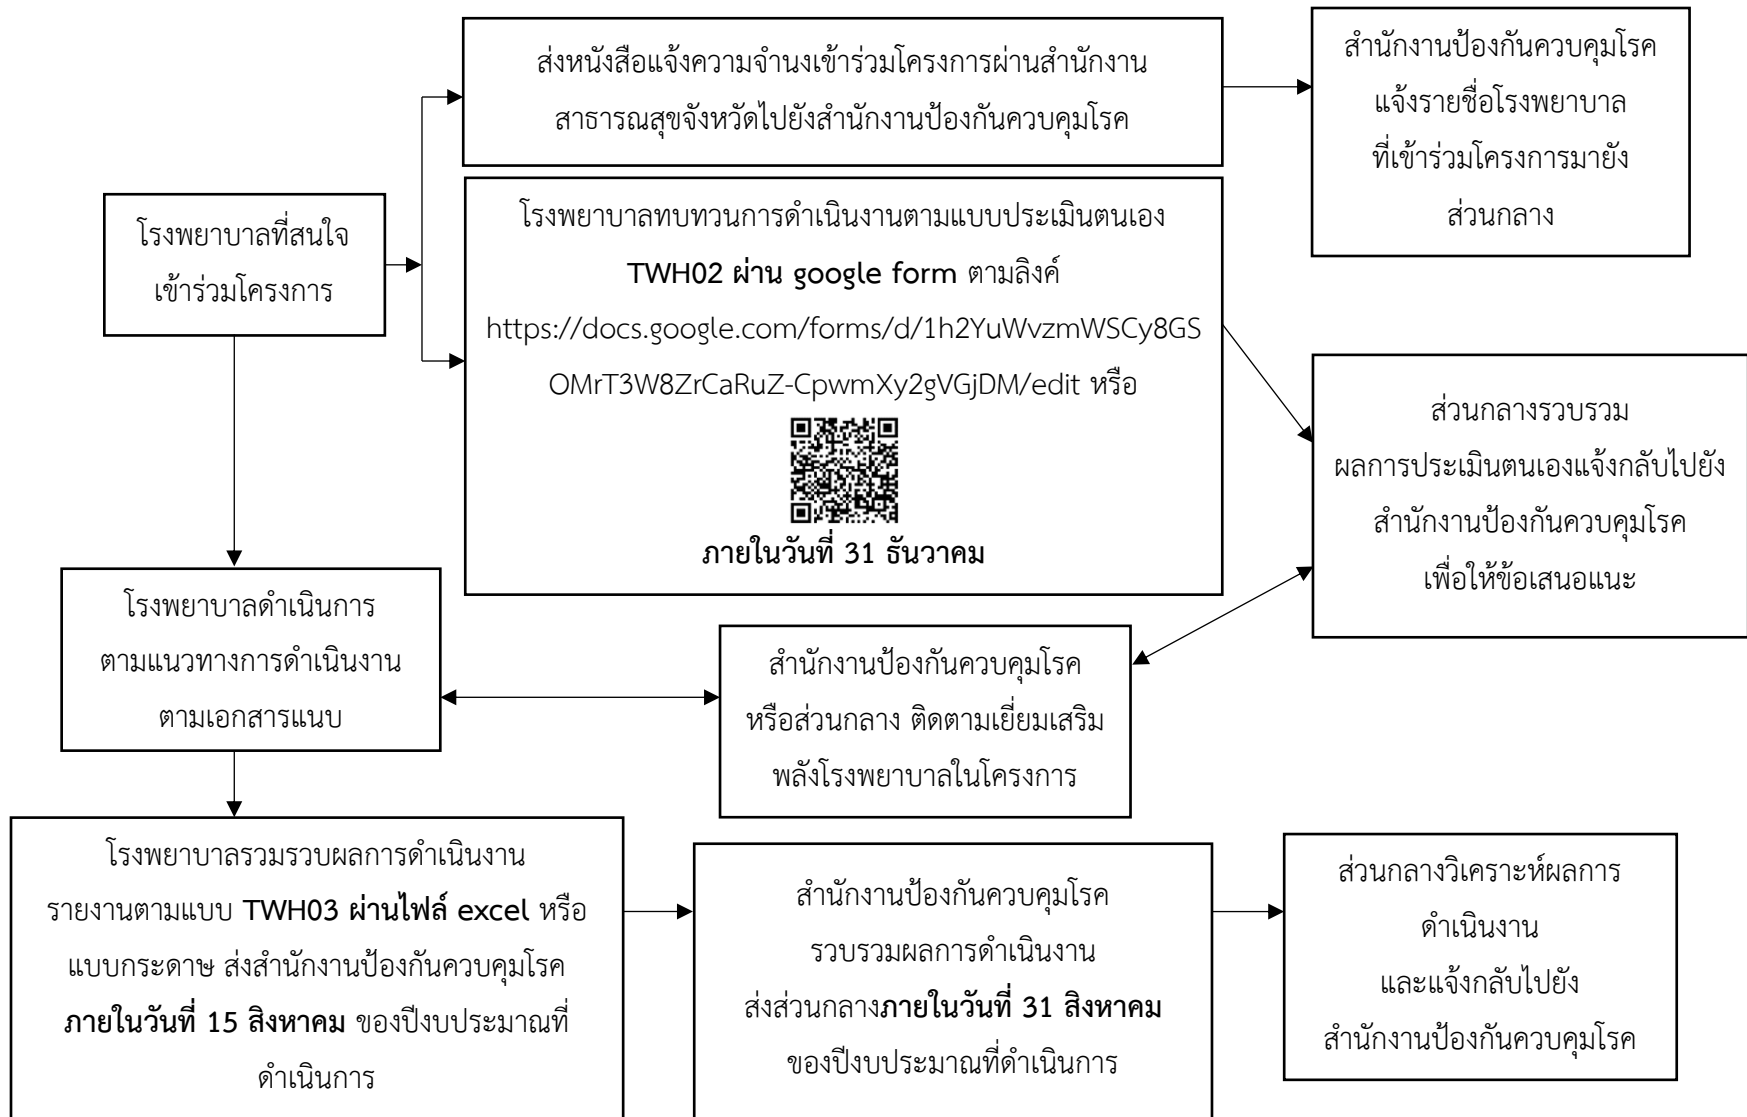 ส่งหนังสือแจ้งความจำนงเข้าร่วมโครงการผ่านสำนักงาน
สาธารณสุขจังหวัดไปยังสำนักงานป้องกันควบคุมโรค
สำนักงานป้องกันควบคุมโรค
แจ้งรายชื่อโรงพยาบาล
ที่เข้าร่วมโครงการมายัง
ส่วนกลาง
โรงพยาบาลที่สนใจ
เข้าร่วมโครงการ
โรงพยาบาลทบทวนการดำเนินงานตามแบบประเมินตนเอง
TWH02 ผ่าน google form ตามลิงค์
https://docs.google.com/forms/d/1h2YuWvzmWSCy8GS
OMrT3W8ZrCaRuZ-CpwmXy2gVGjDM/edit หรือ
ภายในวันที่ 31 ธันวาคม
ส่วนกลางรวบรวม
ผลการประเมินตนเองแจ้งกลับไปยัง
สำนักงานป้องกันควบคุมโรค
เพื่อให้ข้อเสนอแนะ
โรงพยาบาลดำเนินการ
ตามแนวทางการดำเนินงาน
ตามเอกสารแนบ
สำนักงานป้องกันควบคุมโรค
หรือส่วนกลาง ติดตามเยี่ยมเสริม
พลังโรงพยาบาลในโครงการ
โรงพยาบาลรวมรวบผลการดำเนินงาน
รายงานตามแบบ TWH03 ผ่านไฟล์ excel หรือ
แบบกระดาษ ส่งสำนักงานป้องกันควบคุมโรค
ภายในวันที่ 15 สิงหาคม ของปีงบประมาณที่
ดำเนินการ
สำนักงานป้องกันควบคุมโรค
รวบรวมผลการดำเนินงาน
ส่งส่วนกลางภายในวันที่ 31 สิงหาคม
ของปีงบประมาณที่ดำเนินการ
ส่วนกลางวิเคราะห์ผลการ
ดำเนินงาน
และแจ้งกลับไปยัง
สำนักงานป้องกันควบคุมโรค